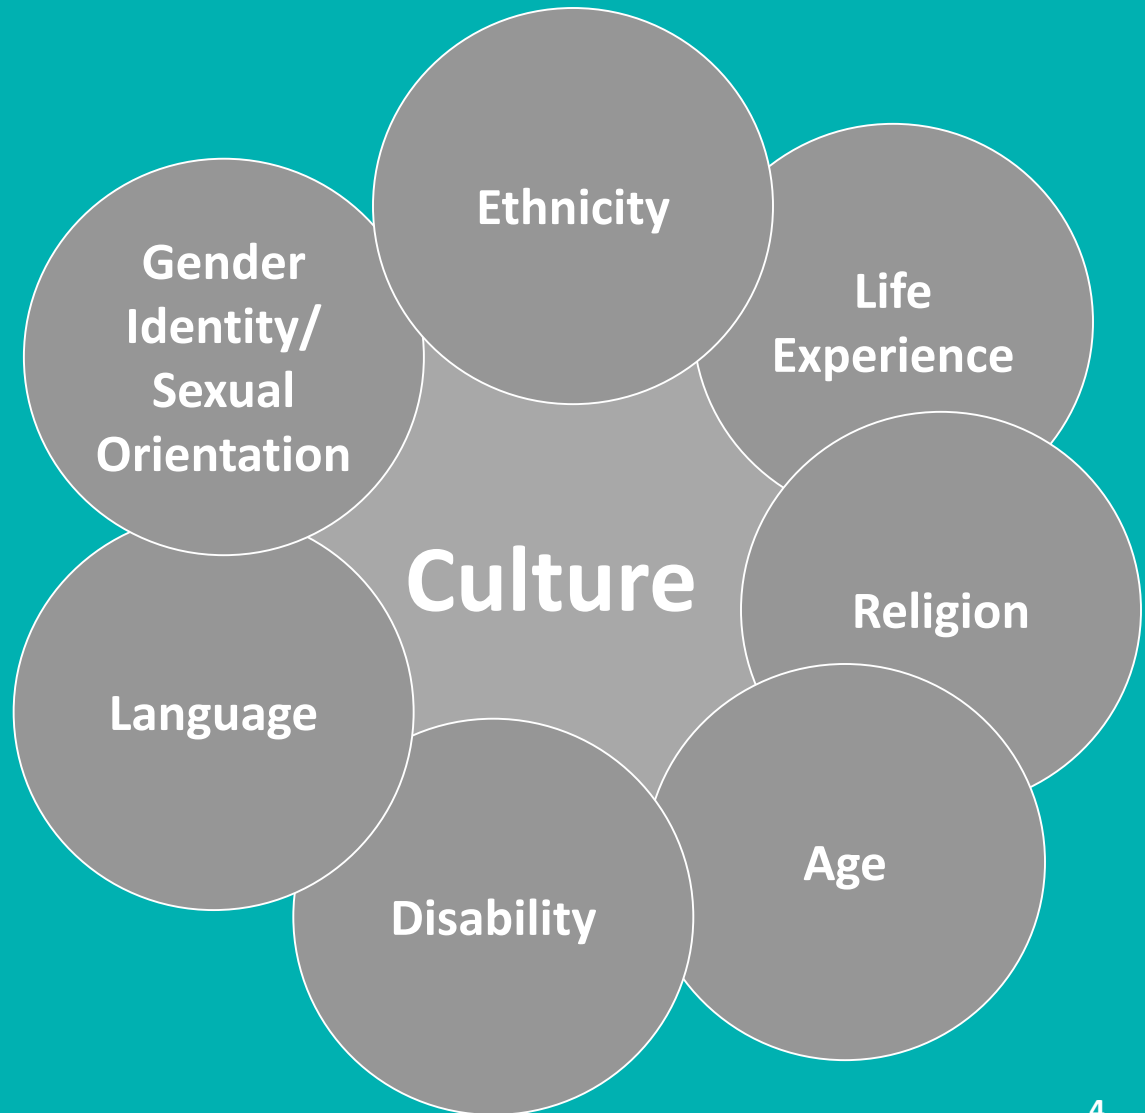 Ethnicity
Life
Experience
Gender
Identity/
Sexual
Orientation
Culture
Religion
Language
Age
Disability
4